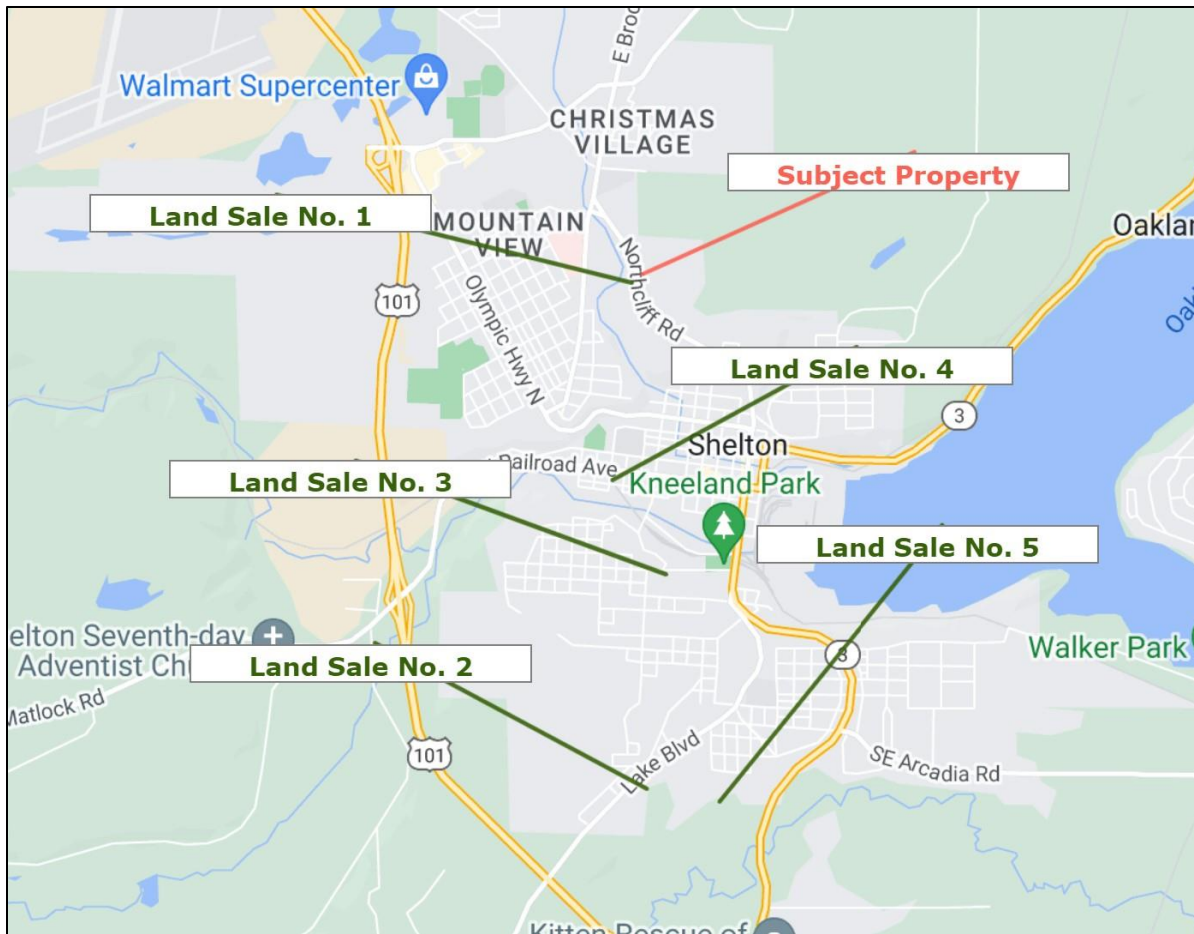 Walmart Supercenter
E Broo
CHRISTMAS
VILLAGE
Subject Property
Land Sale No. 1
MOUNTAIN
VIEW
Oaklan
Northcliff Rd
101
Olympic Hwy N
Oak
Land Sale No. 4
3
Shelton
Railroad Ave
Land Sale No. 3
Kneeland Park
Land Sale No. 5
elton Seventh-day
Adventist Ch
3
Walker Park
Land Sale No. 2
Matlock Rd
101
Lake Blvd
SE Arcadia Rd
Kitten Rescue of